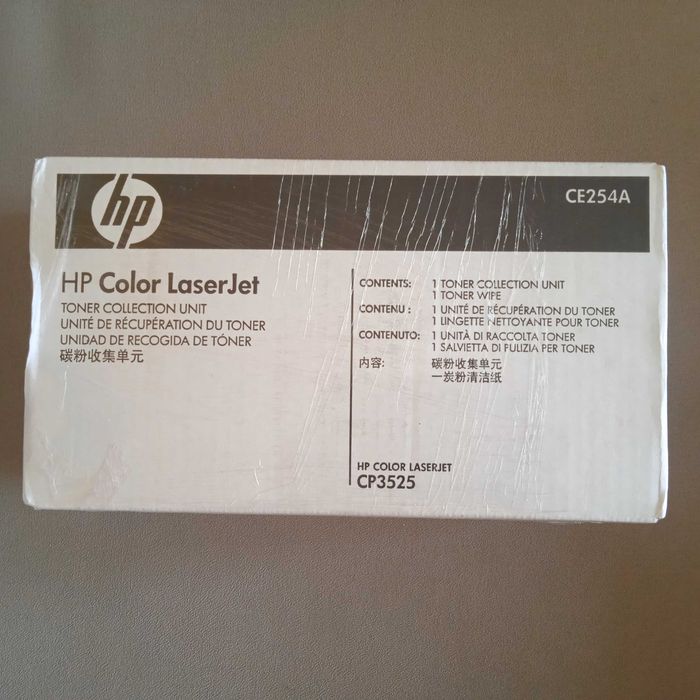 hp
CE254A
HP Color LaserJet
TONER COLLECTION UNIT
UNITÉ DE RÉCUPÉRATION DU TONER
UNIDAD DE RECOGIDA DE TÓNER
碳粉收集单元
CONTENTS: 1 TONER COLLECTION UNIT
1 TONER WIPE
CONTENU : 1 UNITÉ DE RÉCUPÉRATION DU TONER
1 LINGETTE NETTOYANTE POUR TONER
CONTENUTO: 1 UNITÀ DI RACCOLTA TONER
1 SALVIETTA DI PULIZIA PER TONER
内容: 碳粉收集单元
一炭粉清洁纸
HP COLOR LASERJET
CP3525